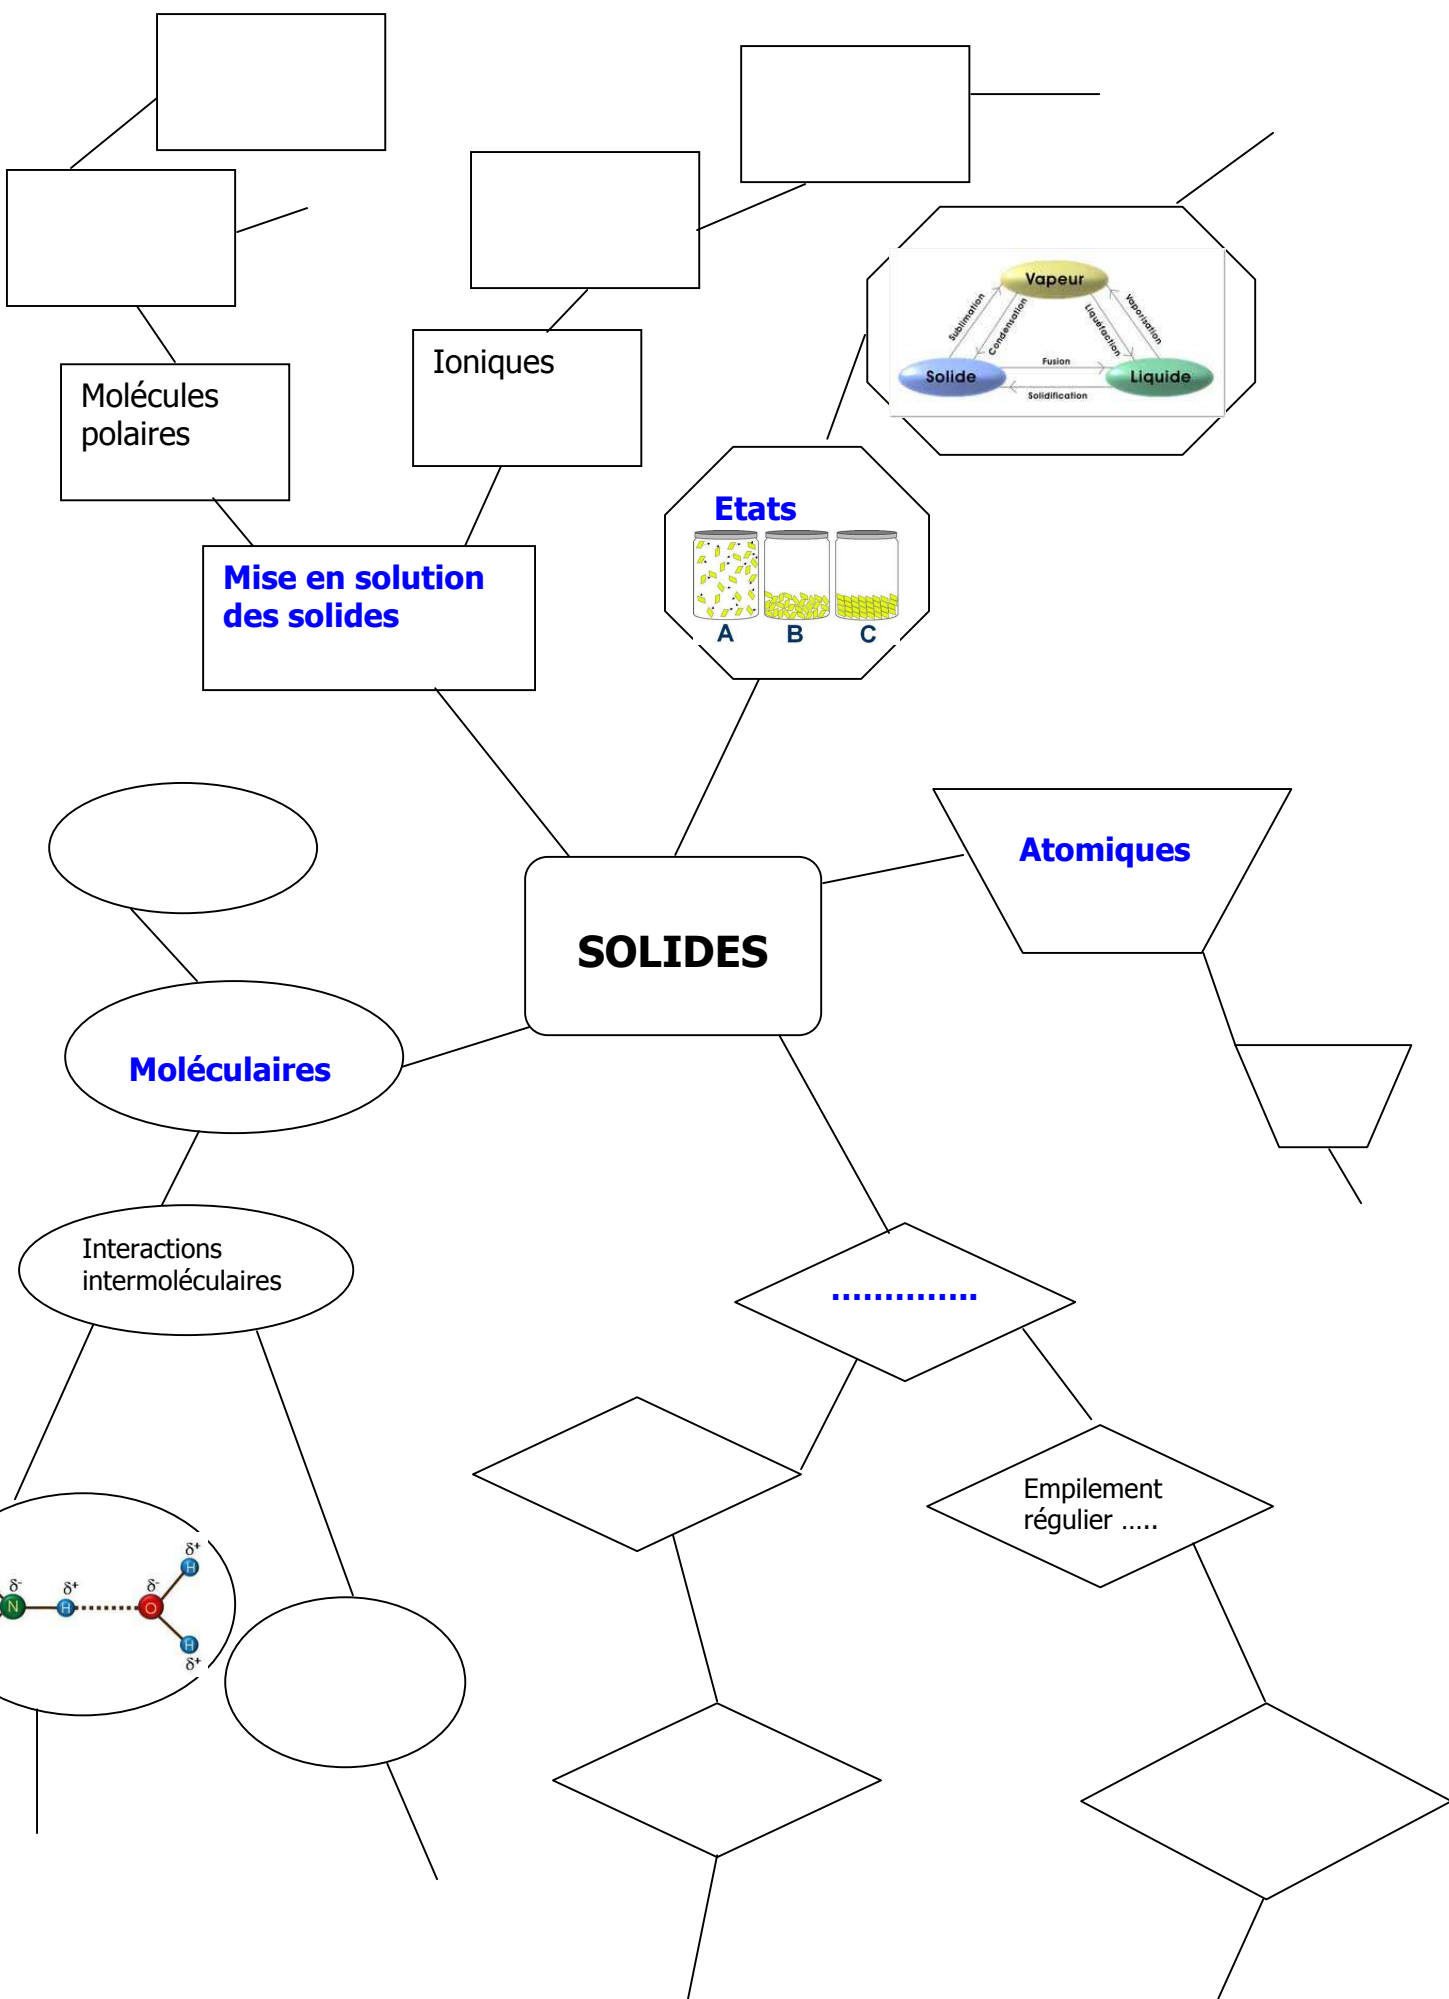 Vapeur
Sublimation
Condensation
Liquéfaction
Vaporisation
Fusion
Solide
Liquide
Solidification
Ioniques
Molécules
polaires
Etats
A B C
Mise en solution
des solides
Atomiques
SOLIDES
Moléculaires
Interactions
intermoléculaires
..............
Empilement
régulier …..
δ+
δ- δ+ δ-
H
N H O
H
δ+